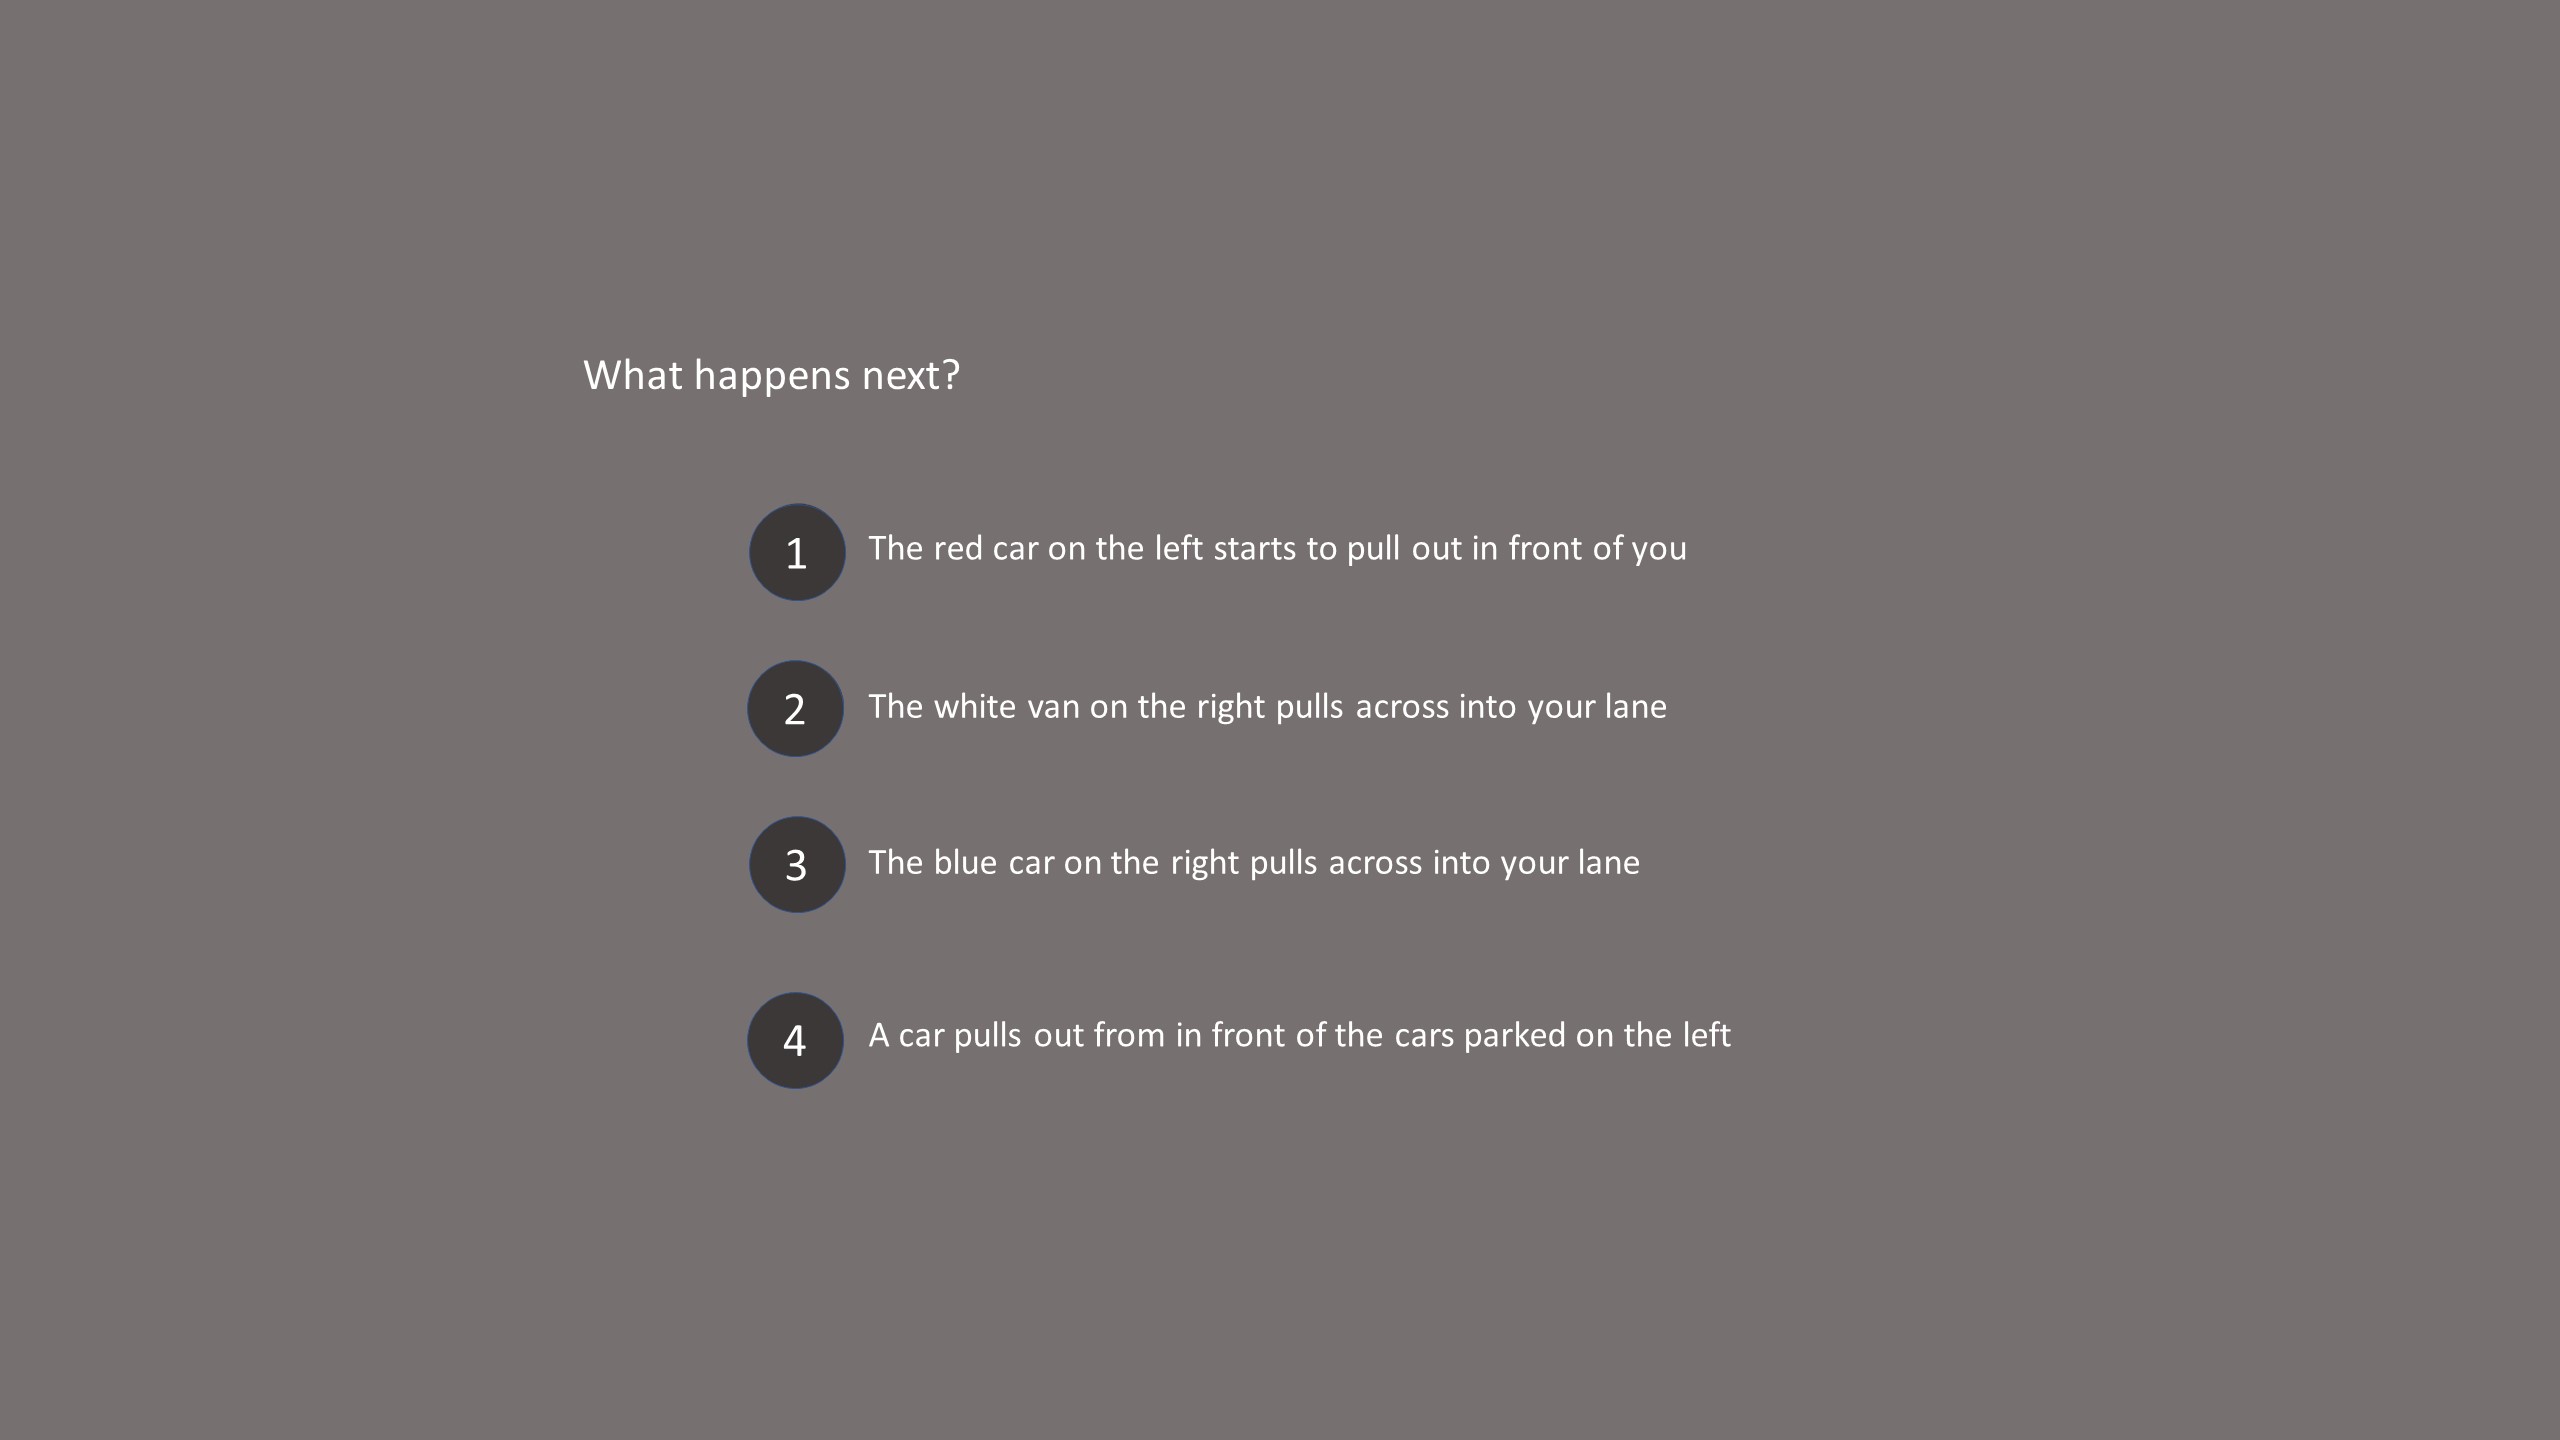 What happens next?
1 The red car on the left starts to pull out in front of you
2 The white van on the right pulls across into your lane
3 The blue car on the right pulls across into your lane
4 A car pulls out from in front of the cars parked on the left